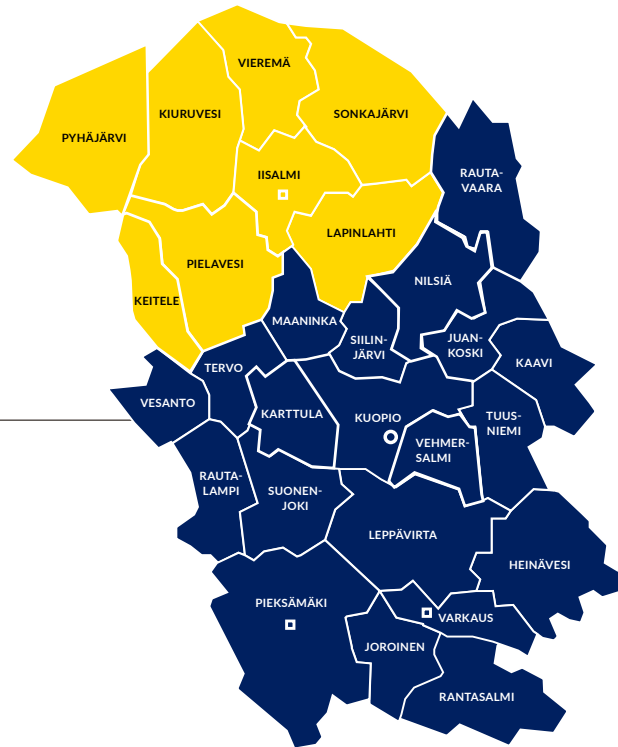 VIEREMÄ
KIURUVESI
SONKAJÄRVI
PYHÄJÄRVI
IISALMI
RAUTA-
VAARA
LAPINLAHTI
PIELAVESI
NILSIÄ
KEITELE
MAANINKA
SIILIN-
JÄRVI
JUAN-
KOSKI
KAAVI
TERVO
VESANTO
KARTTULA
KUOPIO
TUUS-
NIEMI
VEHMER-
SALMI
RAUTA-
LAMPI
SUONEN-
JOKI
LEPPÄVIRTA
HEINÄVESI
PIEKSÄMÄKI
VARKAUS
JOROINEN
RANTASALMI